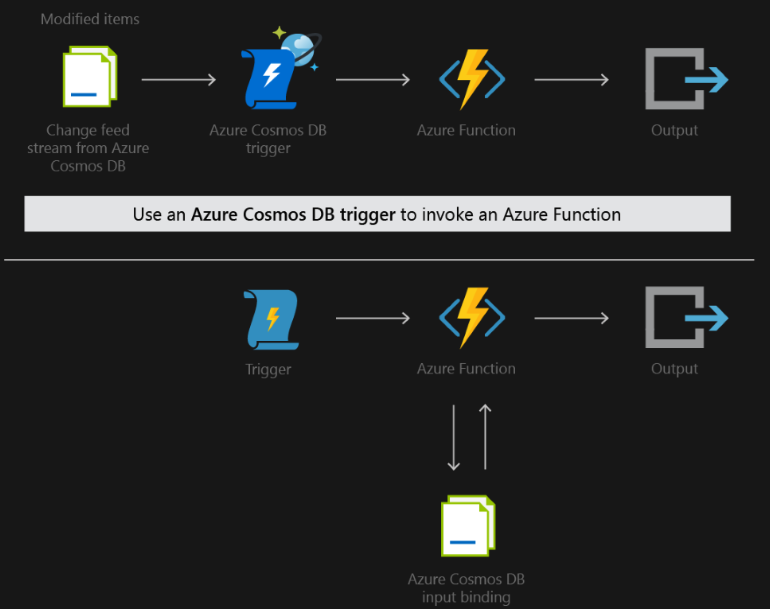 Modified items
Change feed
stream from Azure
Cosmos DB
Azure Cosmos DB
trigger
Azure Function
Output
Use an Azure Cosmos DB trigger to invoke an Azure Function
Trigger
Azure Function
Output
Azure Cosmos DB
input binding